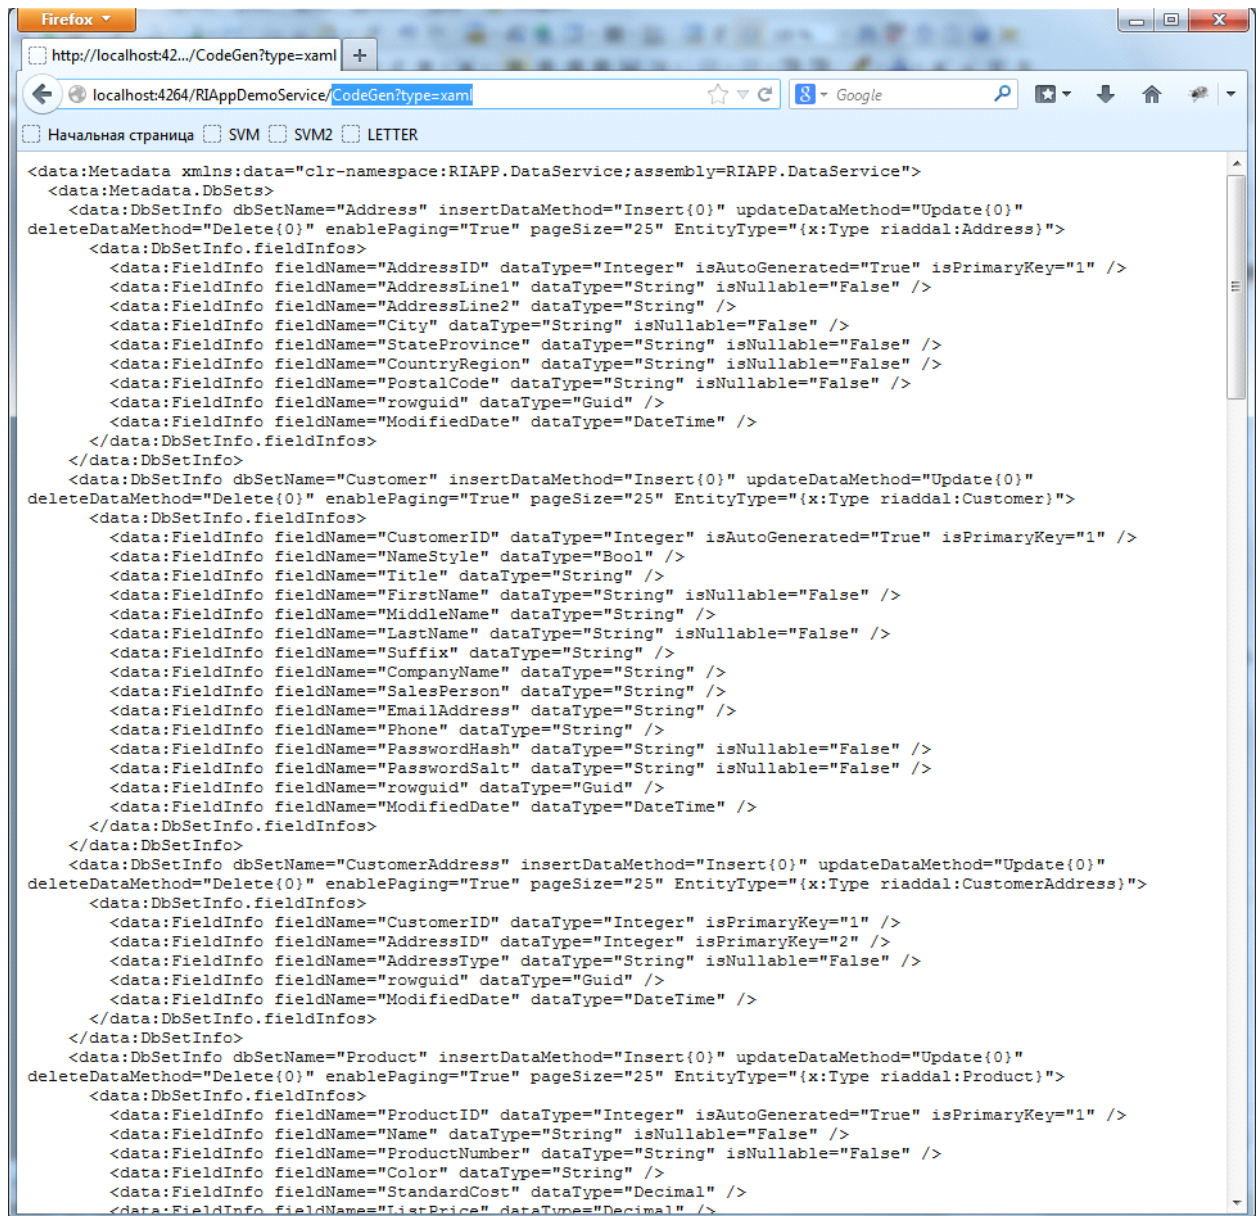 Firefox
http://localhost:42.../CodeGen?type=xaml
localhost:4264/RIAppDemoService/CodeGen?type=xaml
Google
Начальная страница SVM SVM2 LETTER
<data:Metadata xmlns:data="clr-namespace:RIAPP.DataService;assembly=RIAPP.DataService">
<data:Metadata.DbSets>
<data:DbSetInfo dbSetName="Address" insertDataMethod="Insert{0}" updateDataMethod="Update{0}"
deleteDataMethod="Delete{0}" enablePaging="True" pageSize="25" EntityType="{x:Type riaddal:Address}">
<data:DbSetInfo.fieldInfos>
<data:FieldInfo fieldName="AddressID" dataType="Integer" isAutoGenerated="True" isPrimaryKey="1" />
<data:FieldInfo fieldName="AddressLine1" dataType="String" isNullable="False" />
<data:FieldInfo fieldName="AddressLine2" dataType="String" />
<data:FieldInfo fieldName="City" dataType="String" isNullable="False" />
<data:FieldInfo fieldName="StateProvince" dataType="String" isNullable="False" />
<data:FieldInfo fieldName="CountryRegion" dataType="String" isNullable="False" />
<data:FieldInfo fieldName="PostalCode" dataType="String" isNullable="False" />
<data:FieldInfo fieldName="rowguid" dataType="Guid" />
<data:FieldInfo fieldName="ModifiedDate" dataType="DateTime" />
</data:DbSetInfo.fieldInfos>
</data:DbSetInfo>
<data:DbSetInfo dbSetName="Customer" insertDataMethod="Insert{0}" updateDataMethod="Update{0}"
deleteDataMethod="Delete{0}" enablePaging="True" pageSize="25" EntityType="{x:Type riaddal:Customer}">
<data:DbSetInfo.fieldInfos>
<data:FieldInfo fieldName="CustomerID" dataType="Integer" isAutoGenerated="True" isPrimaryKey="1" />
<data:FieldInfo fieldName="NameStyle" dataType="Bool" />
<data:FieldInfo fieldName="Title" dataType="String" />
<data:FieldInfo fieldName="FirstName" dataType="String" isNullable="False" />
<data:FieldInfo fieldName="MiddleName" dataType="String" />
<data:FieldInfo fieldName="LastName" dataType="String" isNullable="False" />
<data:FieldInfo fieldName="Suffix" dataType="String" />
<data:FieldInfo fieldName="CompanyName" dataType="String" />
<data:FieldInfo fieldName="SalesPerson" dataType="String" />
<data:FieldInfo fieldName="EmailAddress" dataType="String" />
<data:FieldInfo fieldName="Phone" dataType="String" />
<data:FieldInfo fieldName="PasswordHash" dataType="String" isNullable="False" />
<data:FieldInfo fieldName="PasswordSalt" dataType="String" isNullable="False" />
<data:FieldInfo fieldName="rowguid" dataType="Guid" />
<data:FieldInfo fieldName="ModifiedDate" dataType="DateTime" />
</data:DbSetInfo.fieldInfos>
</data:DbSetInfo>
<data:DbSetInfo dbSetName="CustomerAddress" insertDataMethod="Insert{0}" updateDataMethod="Update{0}"
deleteDataMethod="Delete{0}" enablePaging="True" pageSize="25" EntityType="{x:Type riaddal:CustomerAddress}">
<data:DbSetInfo.fieldInfos>
<data:FieldInfo fieldName="CustomerID" dataType="Integer" isPrimaryKey="1" />
<data:FieldInfo fieldName="AddressID" dataType="Integer" isPrimaryKey="2" />
<data:FieldInfo fieldName="AddressType" dataType="String" isNullable="False" />
<data:FieldInfo fieldName="rowguid" dataType="Guid" />
<data:FieldInfo fieldName="ModifiedDate" dataType="DateTime" />
</data:DbSetInfo.fieldInfos>
</data:DbSetInfo>
<data:DbSetInfo dbSetName="Product" insertDataMethod="Insert{0}" updateDataMethod="Update{0}"
deleteDataMethod="Delete{0}" enablePaging="True" pageSize="25" EntityType="{x:Type riaddal:Product}">
<data:DbSetInfo.fieldInfos>
<data:FieldInfo fieldName="ProductID" dataType="Integer" isAutoGenerated="True" isPrimaryKey="1" />
<data:FieldInfo fieldName="Name" dataType="String" isNullable="False" />
<data:FieldInfo fieldName="ProductNumber" dataType="String" isNullable="False" />
<data:FieldInfo fieldName="Color" dataType="String" />
<data:FieldInfo fieldName="StandardCost" dataType="Decimal" />
<data:FieldInfo fieldName="ListPrice" dataType="Decimal" />